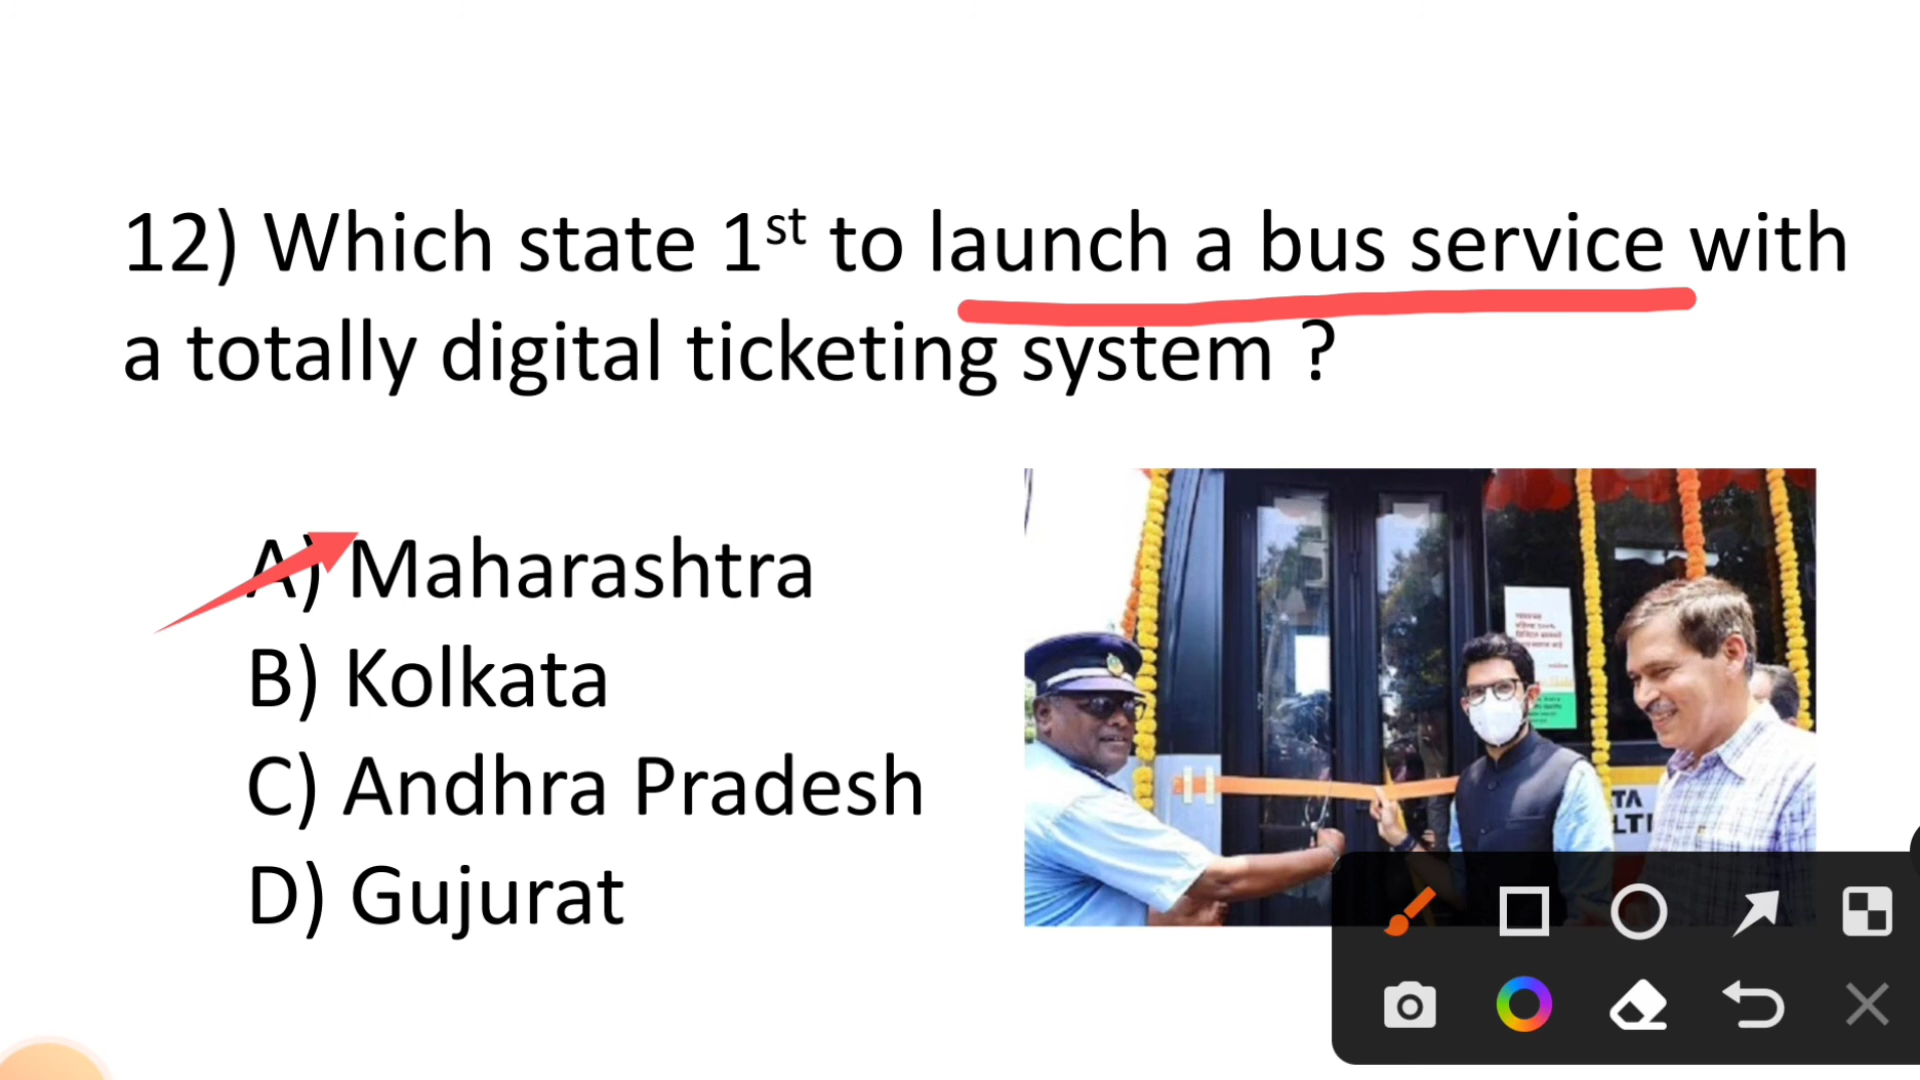 12) Which state 1st to launch a bus service with
a totally digital ticketing system ?
A) Maharashtra
B) Kolkata
C) Andhra Pradesh
D) Gujurat